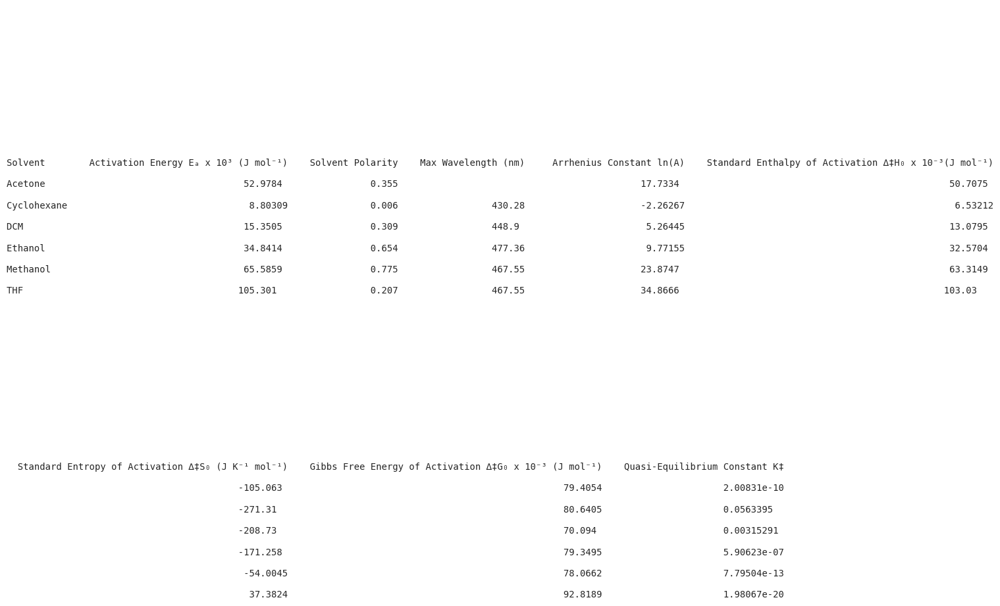 Solvent Activation Energy Eₐ x 10³ (J mol⁻¹) Solvent Polarity Max Wavelength (nm) Arrhenius Constant ln(A) Standard Enthalpy of Activation Δ‡H₀ x 10⁻³(J mol⁻¹)
Acetone 52.9784 0.355 17.7334 50.7075
Cyclohexane 8.80309 0.006 430.28 -2.26267 6.53212
DCM 15.3505 0.309 448.9 5.26445 13.0795
Ethanol 34.8414 0.654 477.36 9.77155 32.5704
Methanol 65.5859 0.775 467.55 23.8747 63.3149
THF 105.301 0.207 467.55 34.8666 103.03
Standard Entropy of Activation Δ‡S₀ (J K⁻¹ mol⁻¹) Gibbs Free Energy of Activation Δ‡G₀ x 10⁻³ (J mol⁻¹) Quasi-Equilibrium Constant K‡
-105.063 79.4054 2.00831e-10
-271.31 80.6405 0.0563395
-208.73 70.094 0.00315291
-171.258 79.3495 5.90623e-07
-54.0045 78.0662 7.79504e-13
37.3824 92.8189 1.98067e-20